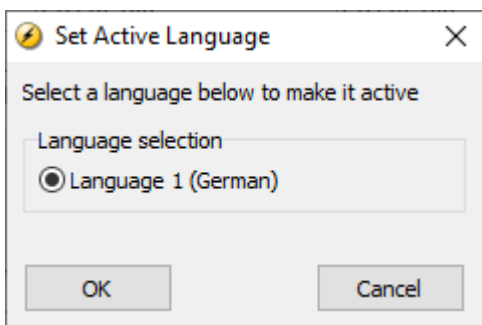 Set Active Language
Select a language below to make it active
Language selection
Language 1 (German)
OK
Cancel